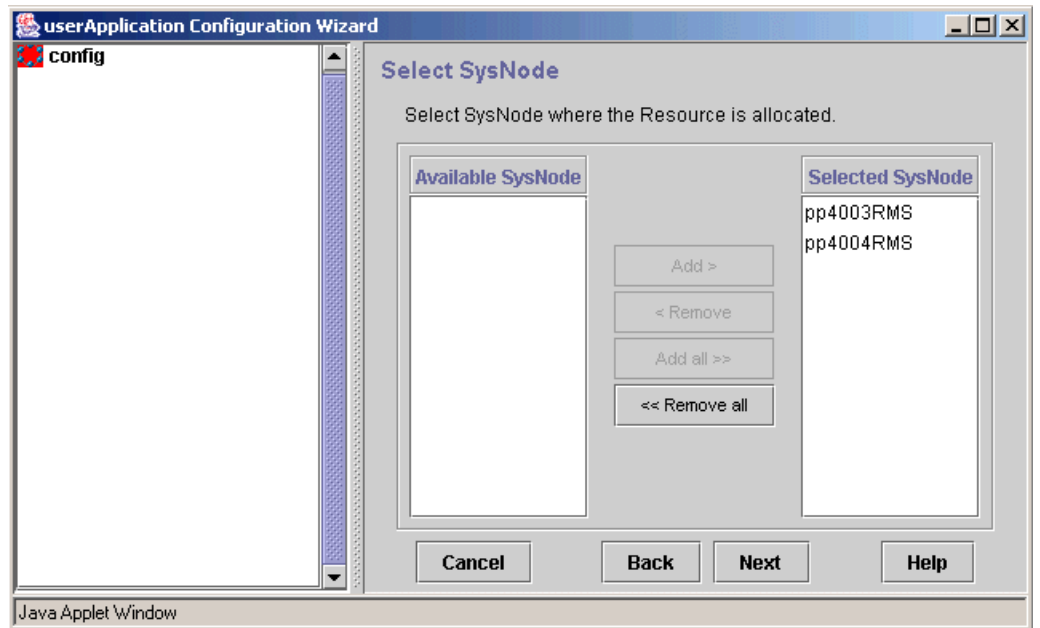 userApplication Configuration Wizard
config
Select SysNode
Select SysNode where the Resource is allocated.
Available SysNode
Selected SysNode
pp4003RMS
pp4004RMS
Add >
< Remove
Add all >>
<< Remove all
Cancel
Back
Next
Help
Java Applet Window